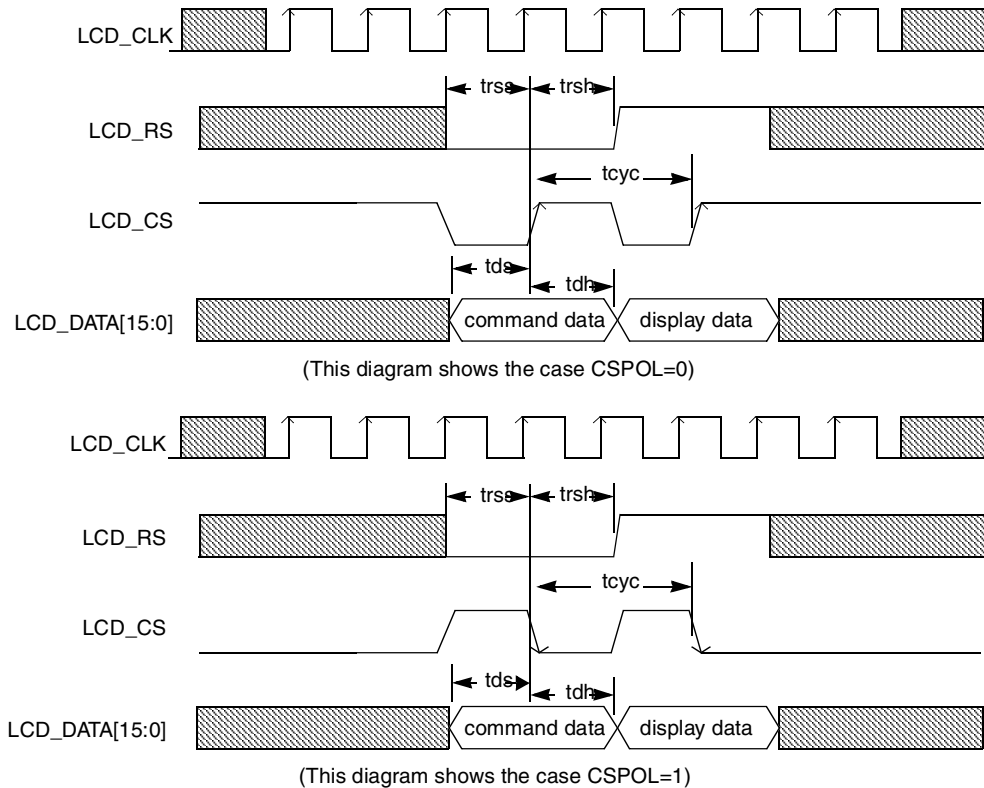 LCD_CLK
trss
trsh
LCD_RS
tcyc
LCD_CS
tds
tdh
LCD_DATA[15:0]
command data
display data
(This diagram shows the case CSPOL=0)
LCD_CLK
trss
trsh
LCD_RS
tcyc
LCD_CS
tds
tdh
LCD_DATA[15:0]
command data
display data
(This diagram shows the case CSPOL=1)